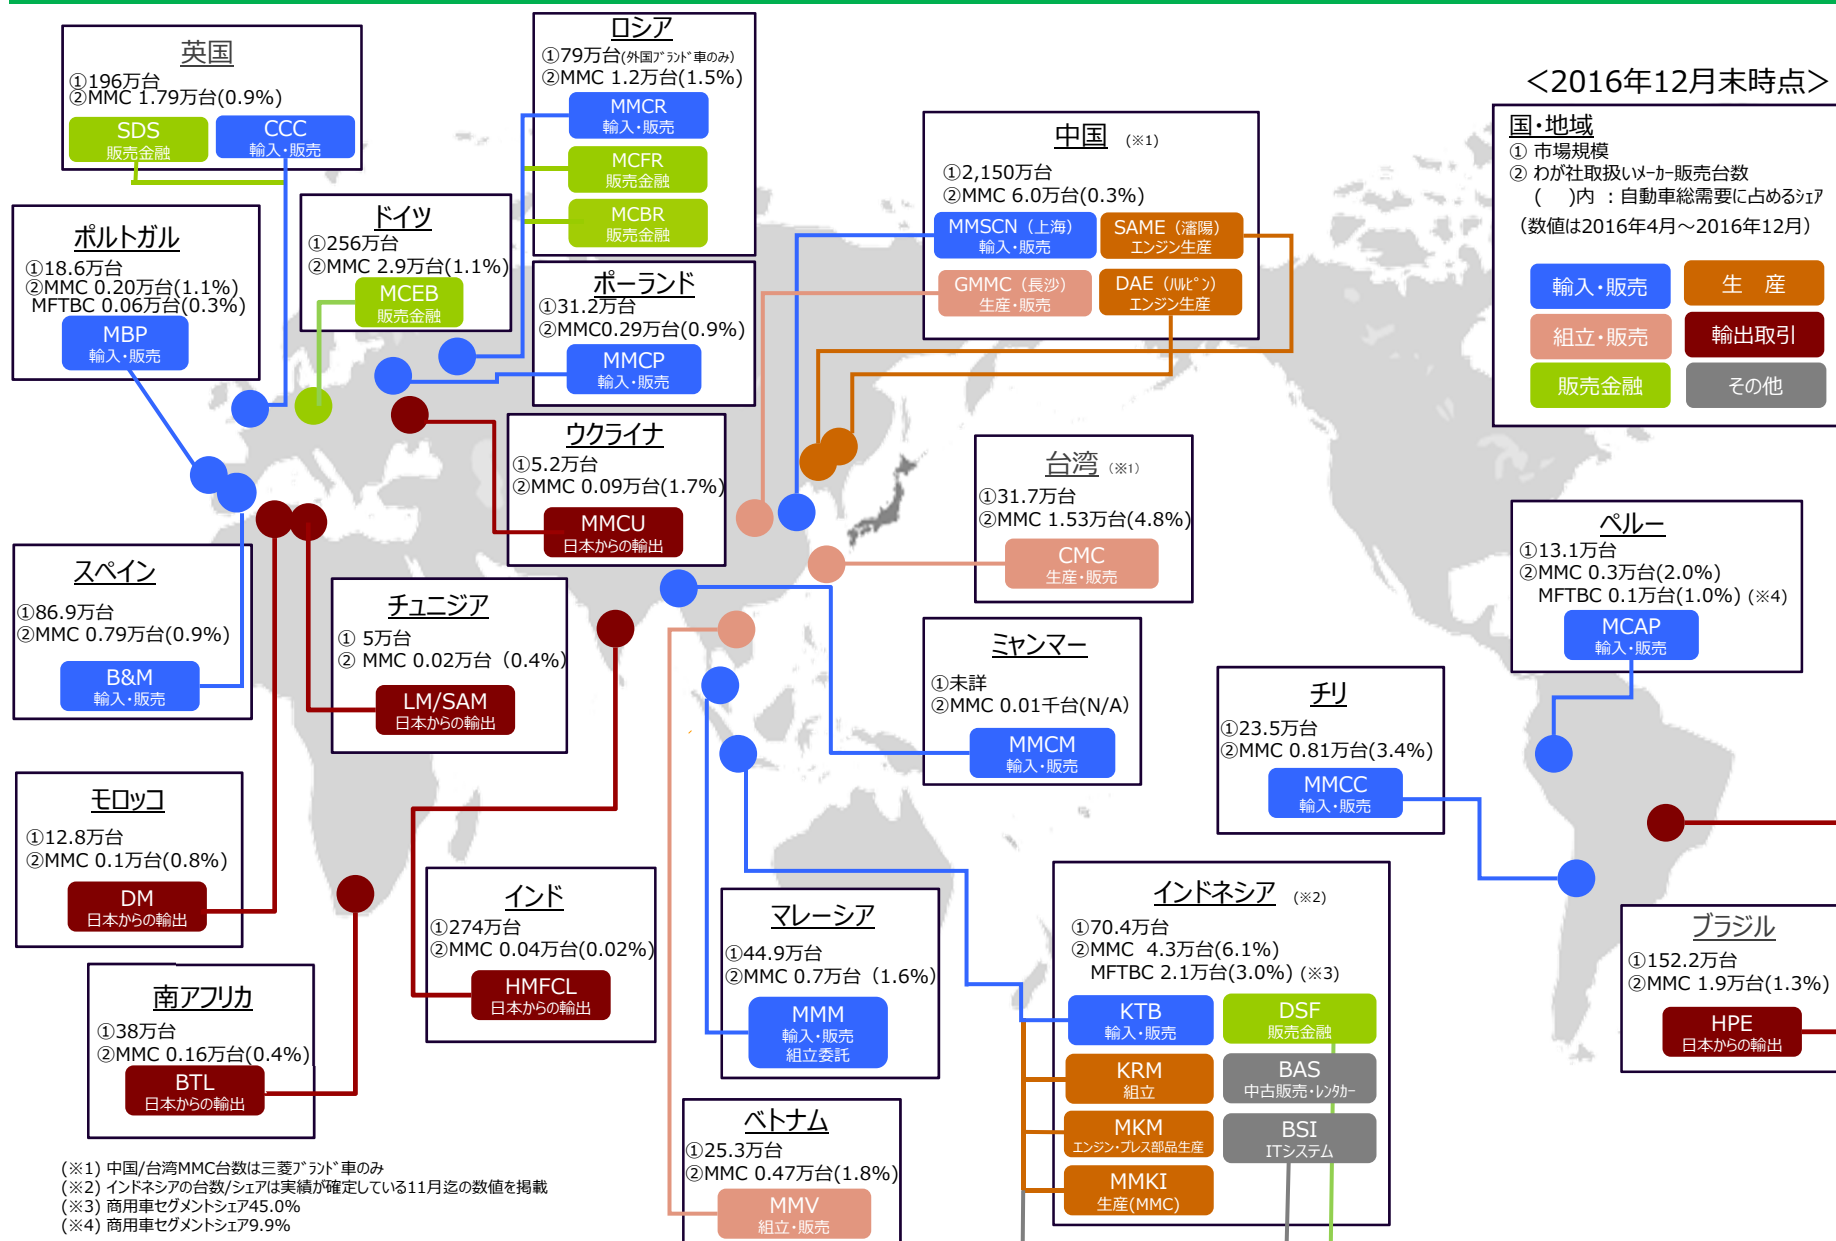 <2016年12月末時点>
国・地域
① 市場規模
② わが社取扱いメーカー販売台数
( )内 : 自動車総需要に占めるシェア
(数値は2016年4月～2016年12月)
輸入・販売
生 産
組立・販売
輸出取引
販売金融
その他
英国
①196万台
②MMC 1.79万台(0.9%)
SDS
販売金融
CCC
輸入・販売
ロシア
①79万台(外国ブランド車のみ)
②MMC 1.2万台(1.5%)
MMCR
輸入・販売
MCFR
販売金融
MCBR
販売金融
ポルトガル
①18.6万台
②MMC 0.20万台(1.1%)
MFTBC 0.06万台(0.3%)
MBP
輸入・販売
ドイツ
①256万台
②MMC 2.9万台(1.1%)
MCEB
販売金融
ポーランド
①31.2万台
②MMC0.29万台(0.9%)
MMCP
輸入・販売
中国 (※1)
①2,150万台
②MMC 6.0万台(0.3%)
MMSCN (上海)
輸入・販売
SAME (瀋陽)
エンジン生産
GMMC (長沙)
生産・販売
DAE (ハルピン)
エンジン生産
ウクライナ
①5.2万台
②MMC 0.09万台(1.7%)
MMCU
日本からの輸出
台湾 (※1)
①31.7万台
②MMC 1.53万台(4.8%)
CMC
生産・販売
ペルー
①13.1万台
②MMC 0.3万台(2.0%)
MFTBC 0.1万台(1.0%) (※4)
MCAP
輸入・販売
スペイン
①86.9万台
②MMC 0.79万台(0.9%)
B&M
輸入・販売
チュニジア
① 5万台
② MMC 0.02万台 (0.4%)
LM/SAM
日本からの輸出
ミャンマー
①未詳
②MMC 0.01千台(N/A)
MMCM
輸入・販売
チリ
①23.5万台
②MMC 0.81万台(3.4%)
MMCC
輸入・販売
モロッコ
①12.8万台
②MMC 0.1万台(0.8%)
DM
日本からの輸出
インド
①274万台
②MMC 0.04万台(0.02%)
HMFCL
日本からの輸出
マレーシア
①44.9万台
②MMC 0.7万台 (1.6%)
MMM
輸入・販売
組立委託
インドネシア (※2)
①70.4万台
②MMC 4.3万台(6.1%)
MFTBC 2.1万台(3.0%) (※3)
KTB
輸入・販売
DSF
販売金融
KRM
組立
BAS
中古販売・レンタカー
MKM
エンジン・プレス部品生産
BSI
ITシステム
MMKI
生産(MMC)
ブラジル
①152.2万台
②MMC 1.9万台(1.3%)
HPE
日本からの輸出
南アフリカ
①38万台
②MMC 0.16万台(0.4%)
BTL
日本からの輸出
ベトナム
①25.3万台
②MMC 0.47万台(1.8%)
MMV
組立・販売
(※1) 中国/台湾MMC台数は三菱ブランド車のみ
(※2) インドネシアの台数/シェアは実績が確定している11月迄の数値を掲載
(※3) 商用車セグメントシェア45.0%
(※4) 商用車セグメントシェア9.9%